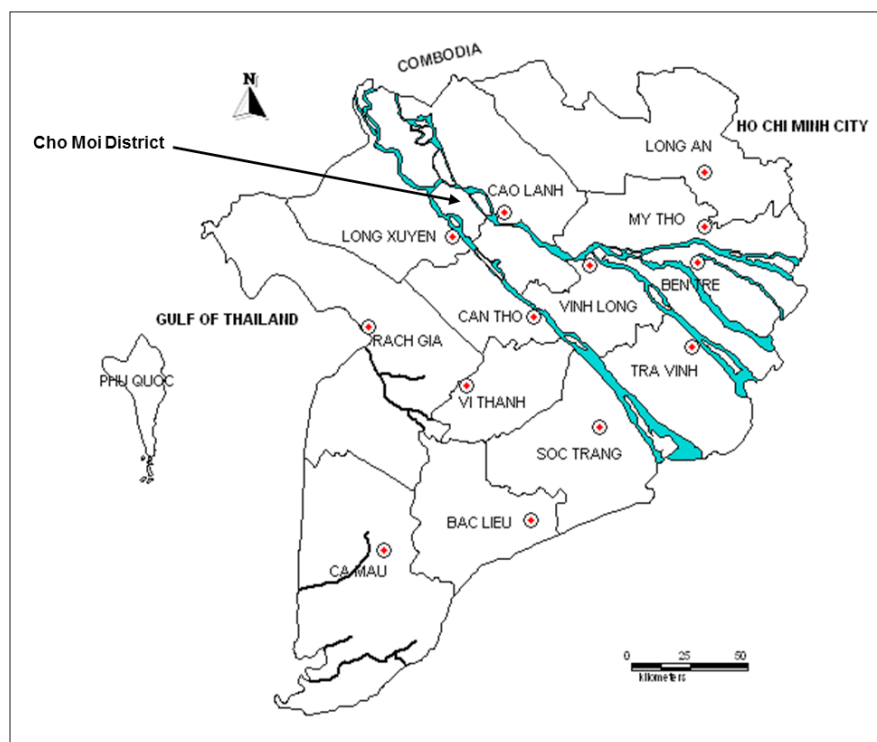 COMBODIA
N
HO CHI MINH CITY
Cho Moi District
LONG AN
CAO LANH
MY THO
LONG XUYEN
BEN TRE
VINH LONG
GULF OF THAILAND
CAN THO
RACH GIA
TRA VINH
PHU QUOC
VI THANH
SOC TRANG
BAC LIEU
CA MAU
0 25 50
kilometers